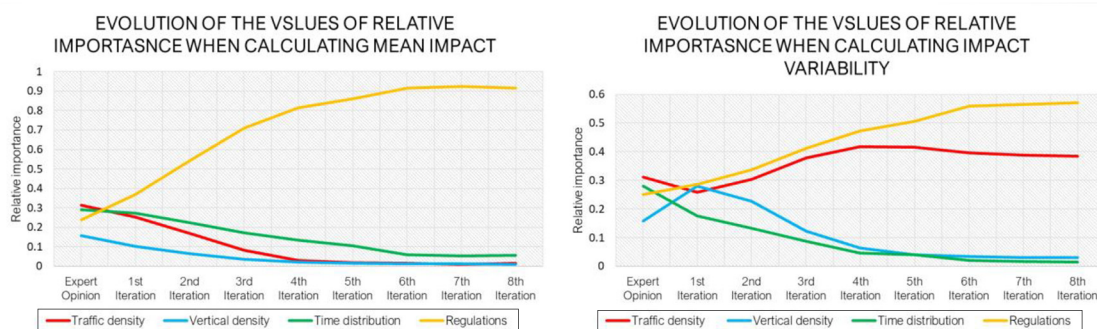 EVOLUTION OF THE VSLUES OF RELATIVE
IMPORTASNCE WHEN CALCULATING MEAN IMPACT
Relative importance
1
0.9
0.8
0.7
0.6
0.5
0.4
0.3
0.2
0.1
0
Expert Opinion
1st Iteration
2nd Iteration
3rd Iteration
4th Iteration
5th Iteration
6th Iteration
7th Iteration
8th Iteration
Traffic density
Vertical density
Time distribution
Regulations
EVOLUTION OF THE VSLUES OF RELATIVE
IMPORTASNCE WHEN CALCULATING IMPACT
VARIABILITY
Relative importance
0.6
0.5
0.4
0.3
0.2
0.1
0
Expert Opinion
1st Iteration
2nd Iteration
3rd Iteration
4th Iteration
5th Iteration
6th Iteration
7th Iteration
8th Iteration
Traffic density
Vertical density
Time distribution
Regulations